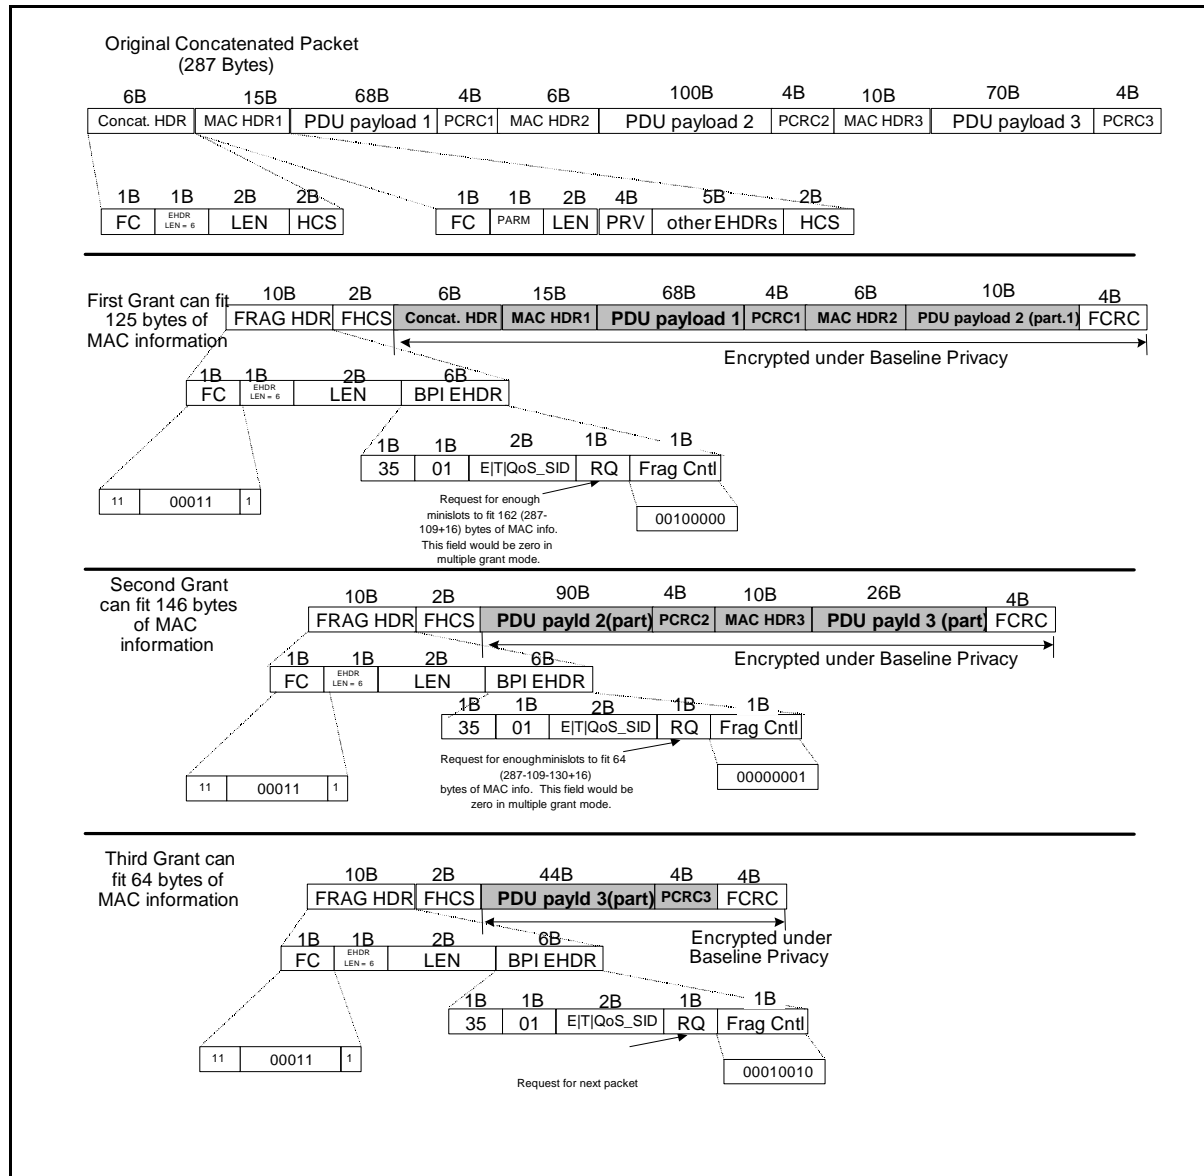 Original Concatenated Packet
(287 Bytes)
6B 15B 68B 4B 6B 100B 4B 10B 70B 4B
Concat. HDR MAC HDR1 PDU payload 1 PCRC1 MAC HDR2 PDU payload 2 PCRC2 MAC HDR3 PDU payload 3 PCRC3
1B 1B 2B 2B 1B 1B 2B 4B 5B 2B
FC EHDR LEN = 6 LEN HCS FC PARM LEN PRV other EHDRs HCS
First Grant can fit
125 bytes of
MAC information
10B 2B 6B 15B 68B 4B 6B 10B 4B
FRAG HDR FHCS Concat. HDR MAC HDR1 PDU payload 1 PCRC1 MAC HDR2 PDU payload 2 (part.1) FCRC
Encrypted under Baseline Privacy
1B 1B 2B 6B
FC EHDR LEN = 6 LEN BPI EHDR
1B 1B 2B 1B 1B
35 01 E|T|QoS_SID RQ Frag Cntl
11 00011 1
Request for enough
minislots to fit 162 (287-
109+16) bytes of MAC info.
This field would be zero in
multiple grant mode.
00100000
Second Grant
can fit 146 bytes
of MAC
information
10B 2B 90B 4B 10B 26B 4B
FRAG HDR FHCS PDU payld 2(part) PCRC2 MAC HDR3 PDU payld 3 (part) FCRC
Encrypted under Baseline Privacy
1B 1B 2B 6B
FC EHDR LEN = 6 LEN BPI EHDR
1B 1B 2B 1B 1B
35 01 E|T|QoS_SID RQ Frag Cntl
11 00011 1
Request for enoughminislots to fit 64
(287-109-130+16)
bytes of MAC info. This field would be
zero in multiple grant mode.
00000001
Third Grant can
fit 64 bytes of
MAC information
10B 2B 44B 4B 4B
FRAG HDR FHCS PDU payld 3(part) PCRC3 FCRC
Encrypted under
Baseline Privacy
1B 1B 2B 6B
FC EHDR LEN = 6 LEN BPI EHDR
1B 1B 2B 1B 1B
35 01 E|T|QoS_SID RQ Frag Cntl
11 00011 1
Request for next packet
00010010